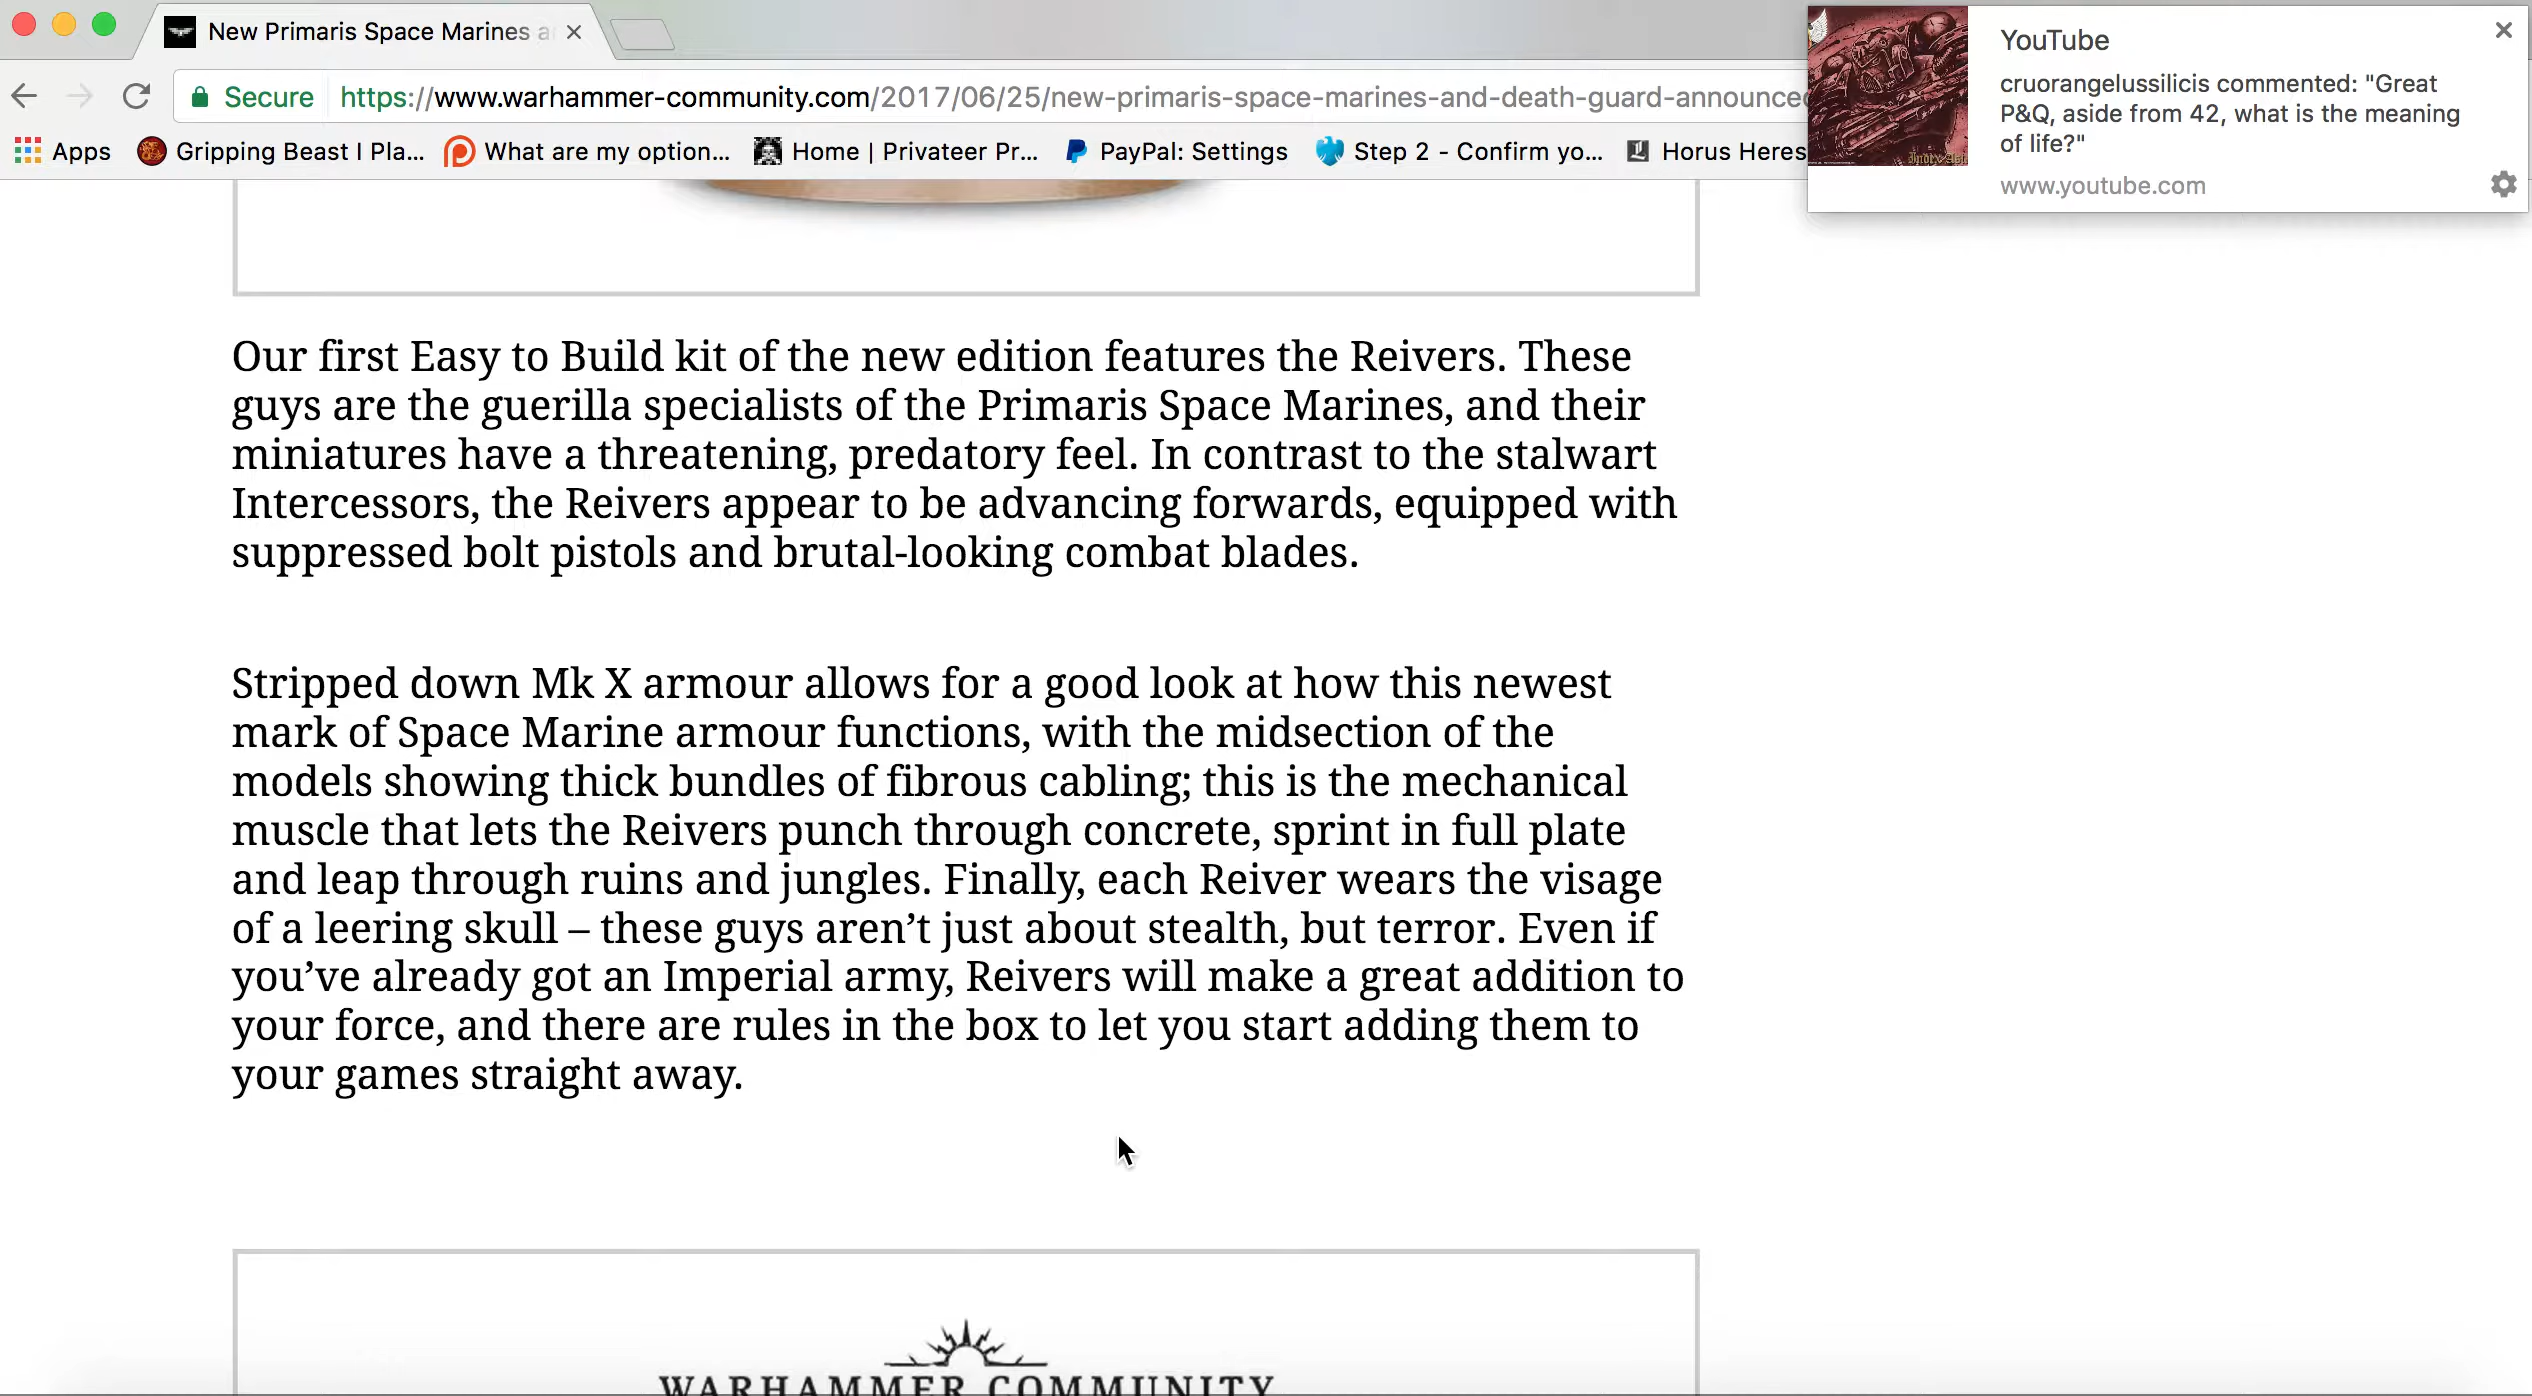 New Primaris Space Marines a
Secure https://www.warhammer-community.com/2017/06/25/new-primaris-space-marines-and-death-guard-announced
Apps Gripping Beast I Pla... What are my option... Home | Privateer Pr... PayPal: Settings Step 2 - Confirm yo... Horus Heres
YouTube
cruorangelussilicis commented: "Great
P&Q, aside from 42, what is the meaning
of life?"
www.youtube.com
Our first Easy to Build kit of the new edition features the Reivers. These
guys are the guerilla specialists of the Primaris Space Marines, and their
miniatures have a threatening, predatory feel. In contrast to the stalwart
Intercessors, the Reivers appear to be advancing forwards, equipped with
suppressed bolt pistols and brutal-looking combat blades.
Stripped down Mk X armour allows for a good look at how this newest
mark of Space Marine armour functions, with the midsection of the
models showing thick bundles of fibrous cabling; this is the mechanical
muscle that lets the Reivers punch through concrete, sprint in full plate
and leap through ruins and jungles. Finally, each Reiver wears the visage
of a leering skull – these guys aren’t just about stealth, but terror. Even if
you’ve already got an Imperial army, Reivers will make a great addition to
your force, and there are rules in the box to let you start adding them to
your games straight away.
WARHAMMER COMMUNITY